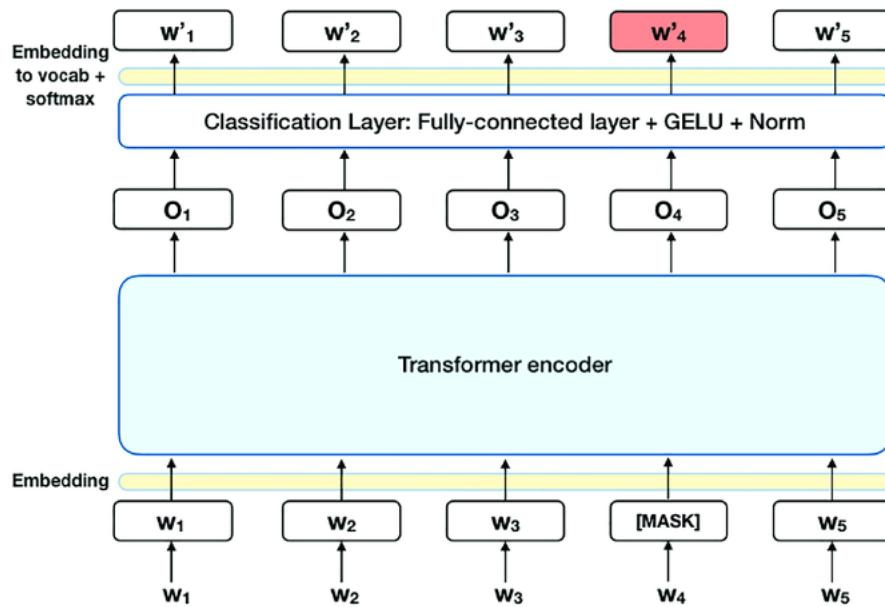 w'₁ w'₂ w'₃ w'₄ w'₅
Embedding
to vocab +
softmax
Classification Layer: Fully-connected layer + GELU + Norm
O₁ O₂ O₃ O₄ O₅
Transformer encoder
Embedding
w₁ w₂ w₃ [MASK] w₅
w₁ w₂ w₃ w₄ w₅